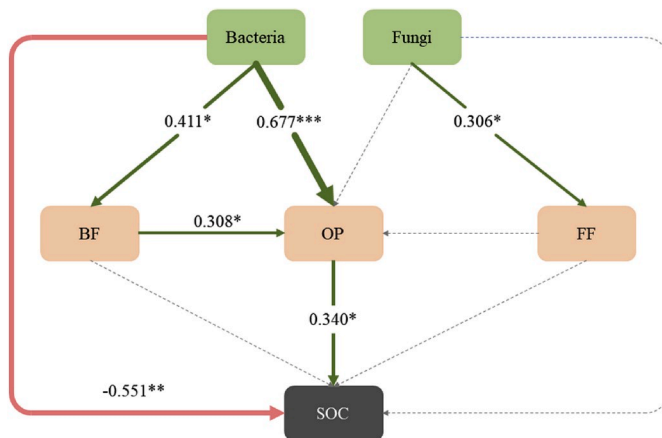 Bacteria
Fungi
0.411*
0.677***
0.306*
BF
0.308*
OP
FF
0.340*
-0.551**
SOC